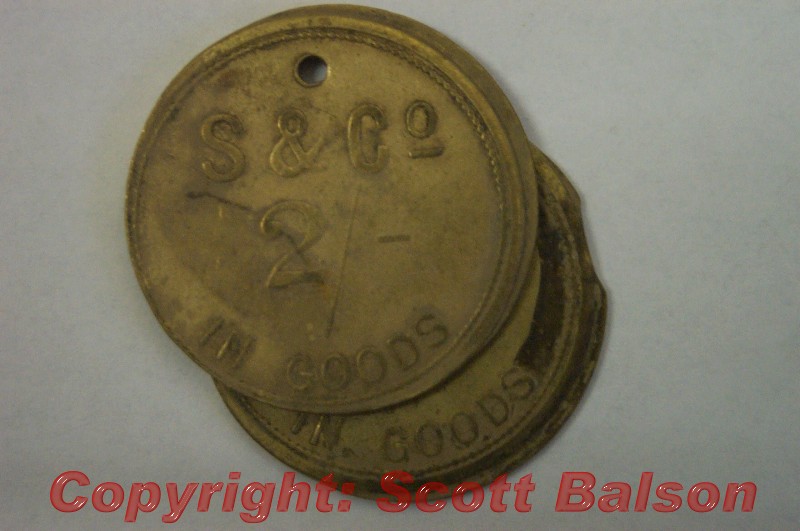 S & Co
2/-
IN GOODS
IN GOODS
Copyright: Scott Balson